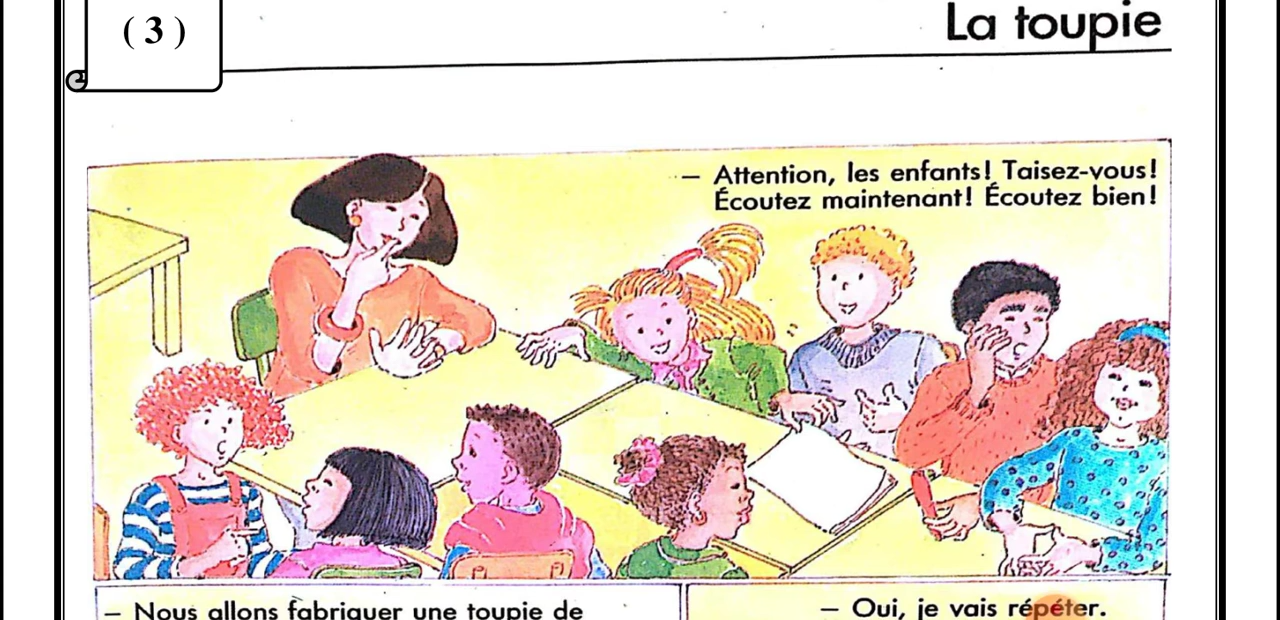 ( 3 )
La toupie
– Attention, les enfants! Taisez-vous!
Écoutez maintenant! Écoutez bien!
– Nous allons fabriquer une toupie de
– Oui, je vais répéter.